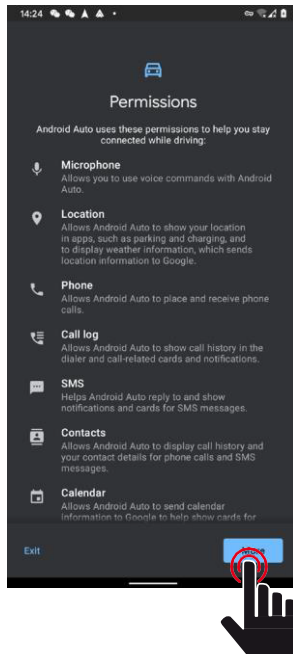 14:24
Permissions
Android Auto uses these permissions to help you stay
connected while driving:
Microphone
Allows you to use voice commands with Android
Auto.
Location
Allows Android Auto to show your location
in apps, such as parking and charging, and
to display weather information, which sends
location information to Google.
Phone
Allows Android Auto to place and receive phone
calls.
Call log
Allows Android Auto to show call history in the
dialer and call-related cards and notifications.
SMS
Helps Android Auto reply to and show
notifications and cards for SMS messages.
Contacts
Allows Android Auto to display call history and
your contact details for phone calls and SMS
messages.
Calendar
Allows Android Auto to send calendar
information to Google to help show cards for
Exit